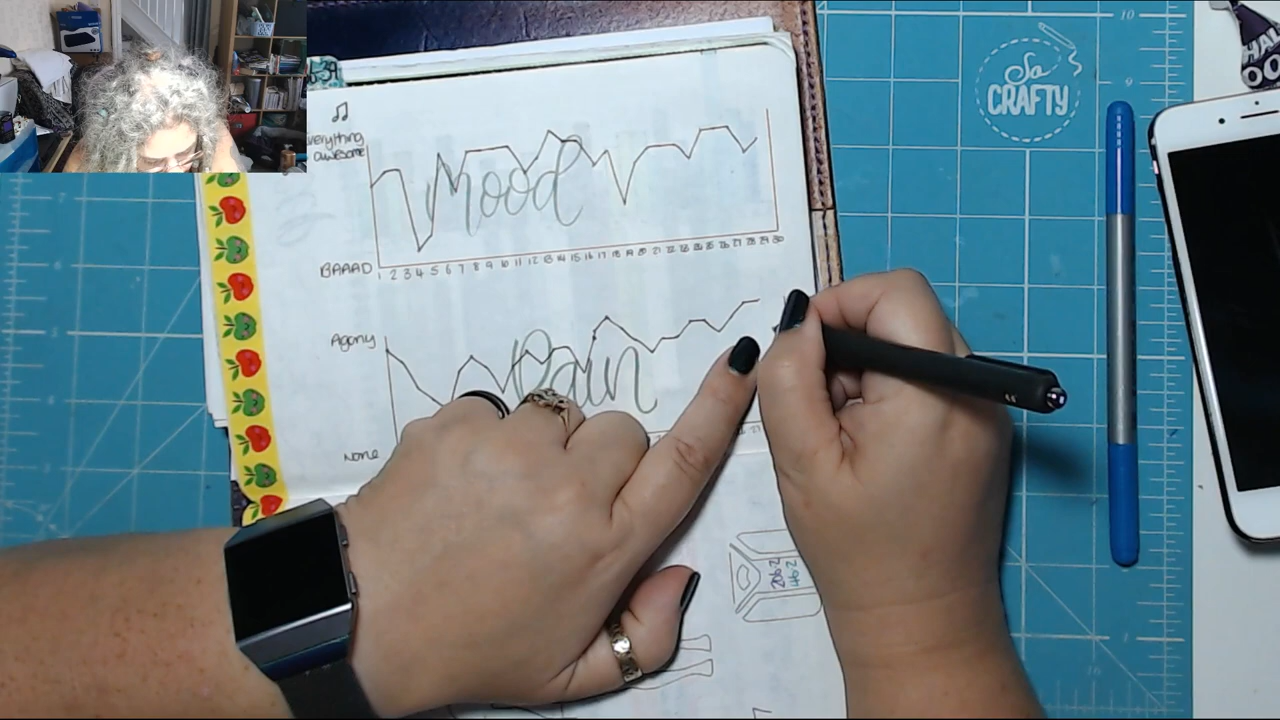 So
CRAFTY
10
9
Everything
awesome
Mood
BAAAD
1 2 3 4 5 6 7 8 9 10 11 12 13 14 15 16 17 18 19 20 21 22 23 24 25 26 27 28 29 30
Agony
Pain
None